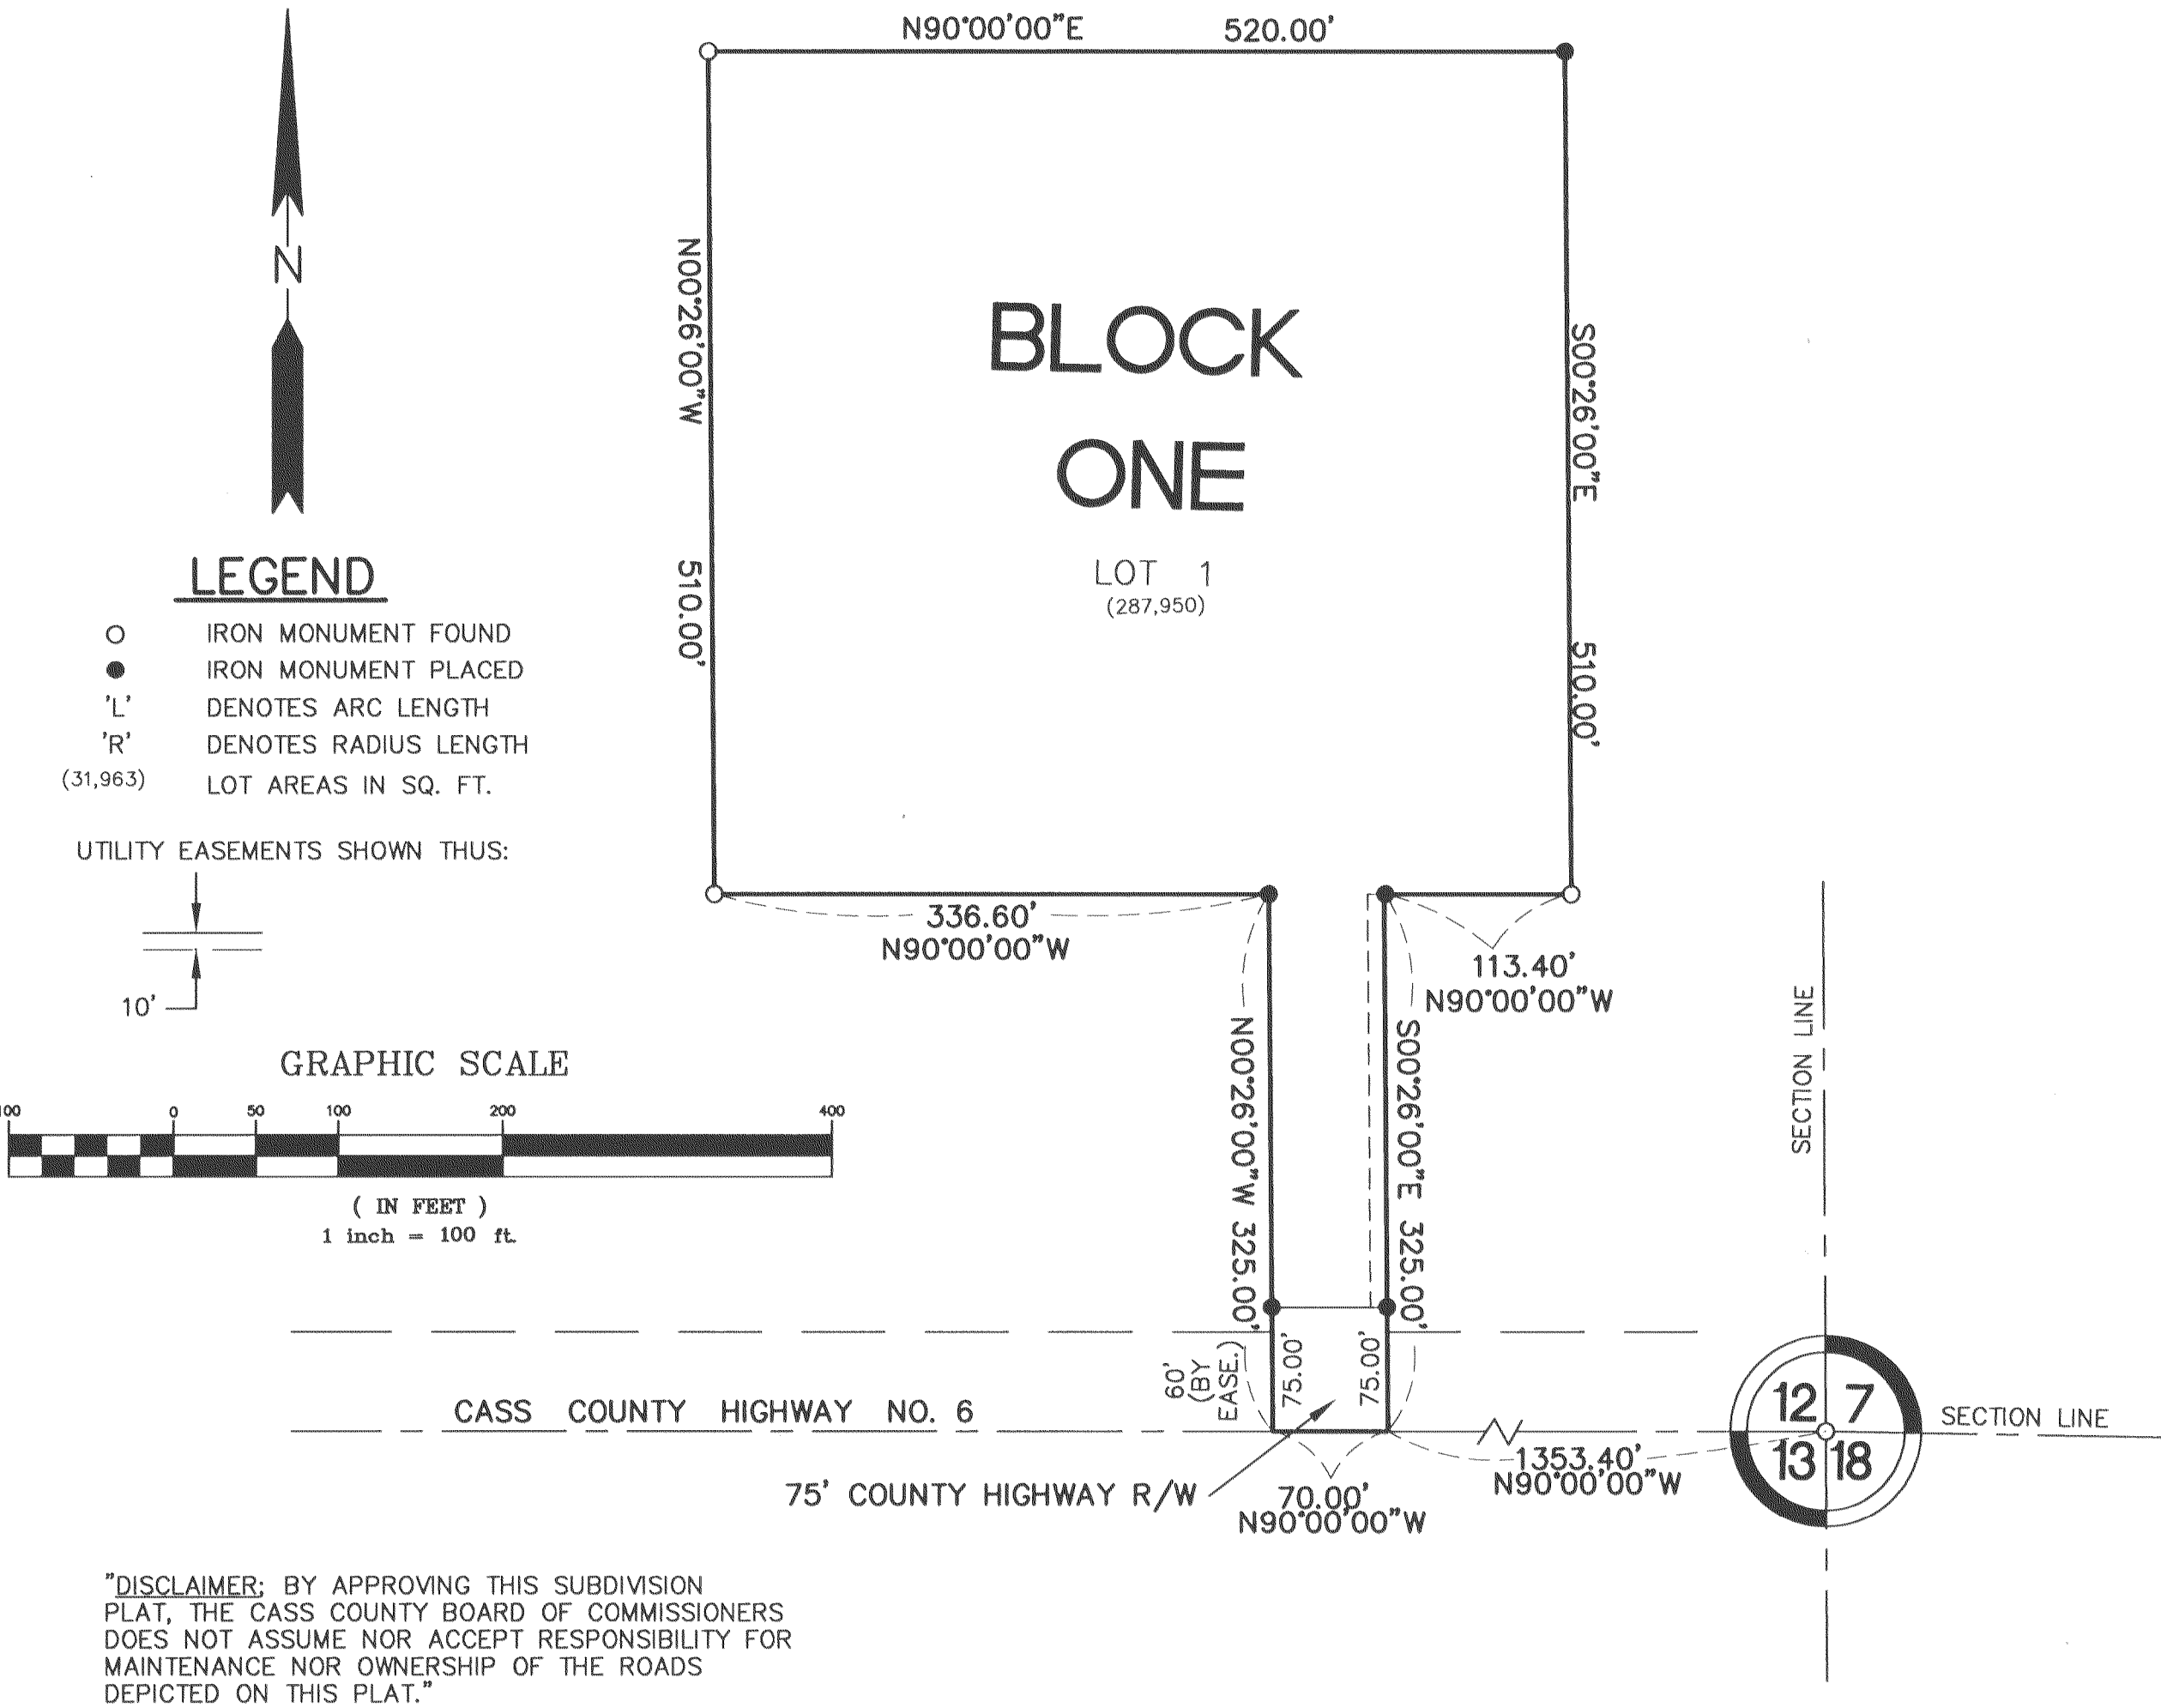 N90°00'00"E 520.00'
N
N00°26'00"W 510.00'
S00°26'00"E 510.00'
BLOCK
ONE
LOT 1
(287,950)
LEGEND
IRON MONUMENT FOUND
IRON MONUMENT PLACED
'L' DENOTES ARC LENGTH
'R' DENOTES RADIUS LENGTH
(31,963) LOT AREAS IN SQ. FT.
UTILITY EASEMENTS SHOWN THUS:
10'
336.60'
N90°00'00"W
113.40'
N90°00'00"W
N00°26'00"W 325.00'
S00°26'00"E 325.00'
SECTION LINE
GRAPHIC SCALE
0 50 100 200 400
( IN FEET )
1 inch = 100 ft.
60'
(BY
EASE.)
75.00'
75.00'
CASS COUNTY HIGHWAY NO. 6
12 7
13 18
SECTION LINE
1353.40'
N90°00'00"W
75' COUNTY HIGHWAY R/W
70.00'
N90°00'00"W
"DISCLAIMER; BY APPROVING THIS SUBDIVISION
PLAT, THE CASS COUNTY BOARD OF COMMISSIONERS
DOES NOT ASSUME NOR ACCEPT RESPONSIBILITY FOR
MAINTENANCE NOR OWNERSHIP OF THE ROADS
DEPICTED ON THIS PLAT."